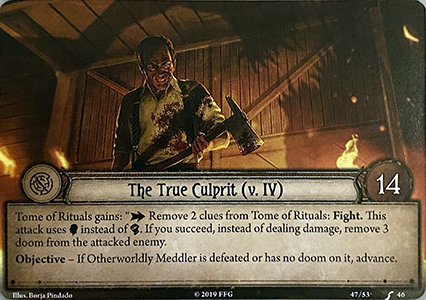 The True Culprit (v. IV)
14
Tome of Rituals gains: " Remove 2 clues from Tome of Rituals: Fight. This
attack uses instead of . If you succeed, instead of dealing damage, remove 3
doom from the attacked enemy.
Objective – If Otherworldly Meddler is defeated or has no doom on it, advance.
Illus. Borja Pindado
© 2019 FFG
47/53
46